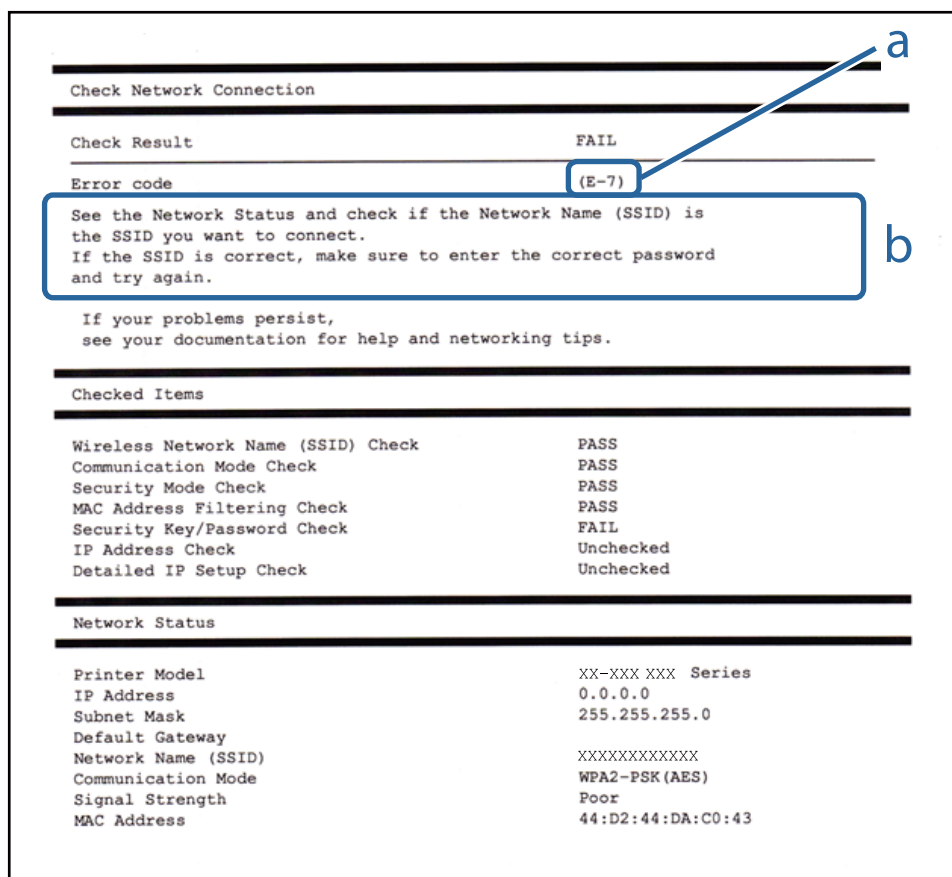 a
Check Network Connection
Check Result FAIL
Error code (E-7)
See the Network Status and check if the Network Name (SSID) is
the SSID you want to connect.
If the SSID is correct, make sure to enter the correct password
and try again.
b
If your problems persist,
see your documentation for help and networking tips.
Checked Items
Wireless Network Name (SSID) Check PASS
Communication Mode Check PASS
Security Mode Check PASS
MAC Address Filtering Check PASS
Security Key/Password Check FAIL
IP Address Check Unchecked
Detailed IP Setup Check Unchecked
Network Status
Printer Model XX-XXX XXX Series
IP Address 0.0.0.0
Subnet Mask 255.255.255.0
Default Gateway
Network Name (SSID) XXXXXXXXXXXX
Communication Mode WPA2-PSK(AES)
Signal Strength Poor
MAC Address 44:D2:44:DA:C0:43